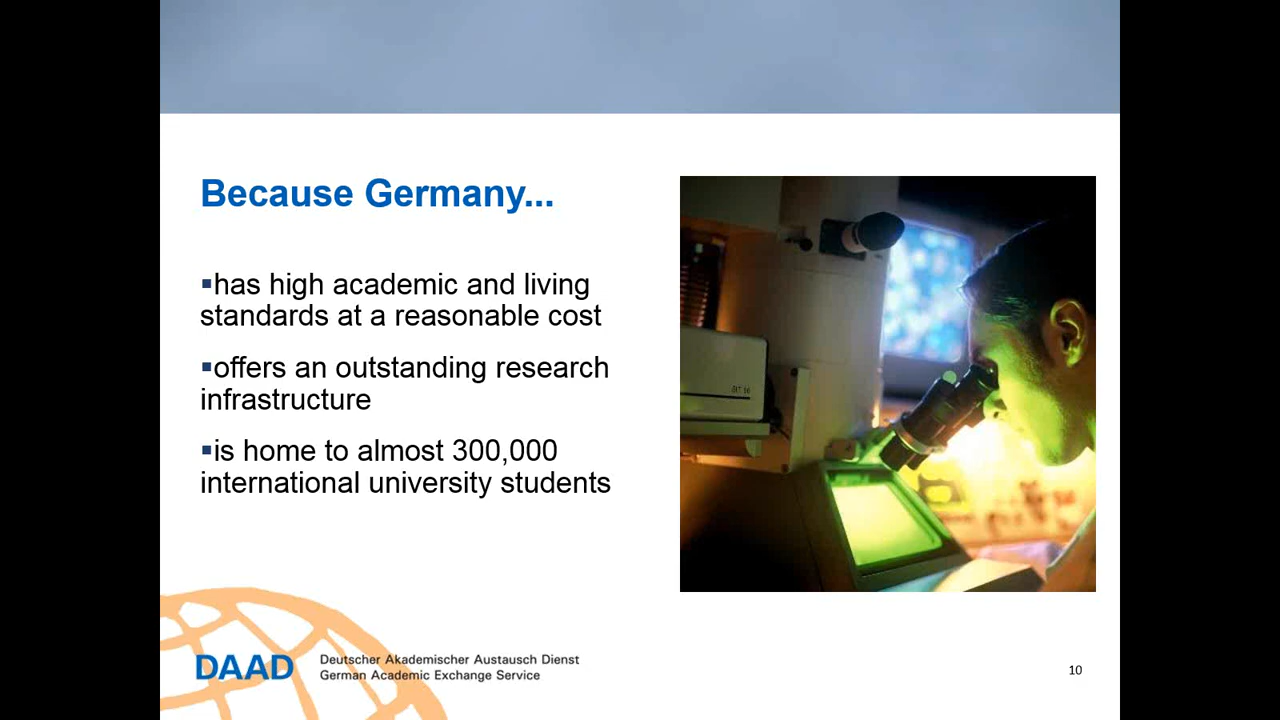 Because Germany...
▪has high academic and living
standards at a reasonable cost
▪offers an outstanding research
infrastructure
▪is home to almost 300,000
international university students
DAAD
Deutscher Akademischer Austausch Dienst
German Academic Exchange Service
10